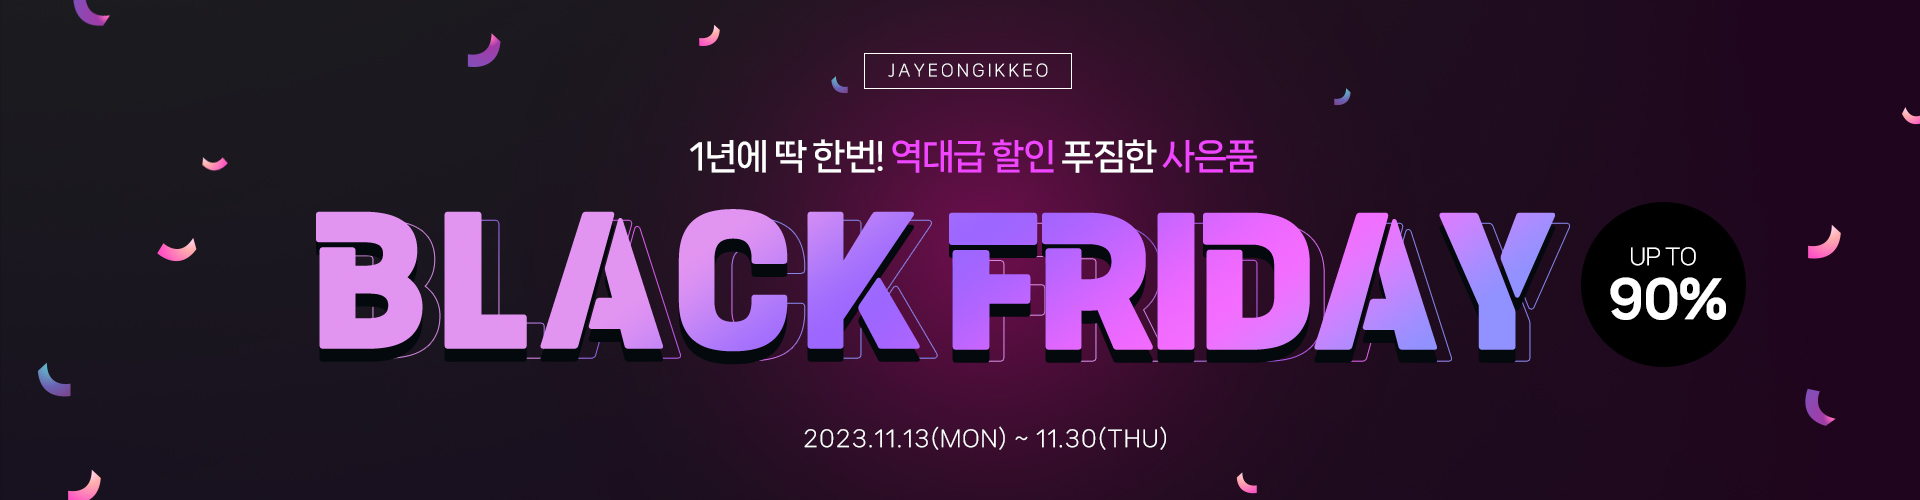 JAYEONGIKKEO
1년에 딱 한번! 역대급 할인 푸짐한 사은품
BLACK FRIDAY
UP TO
90%
2023.11.13(MON) ~ 11.30(THU)